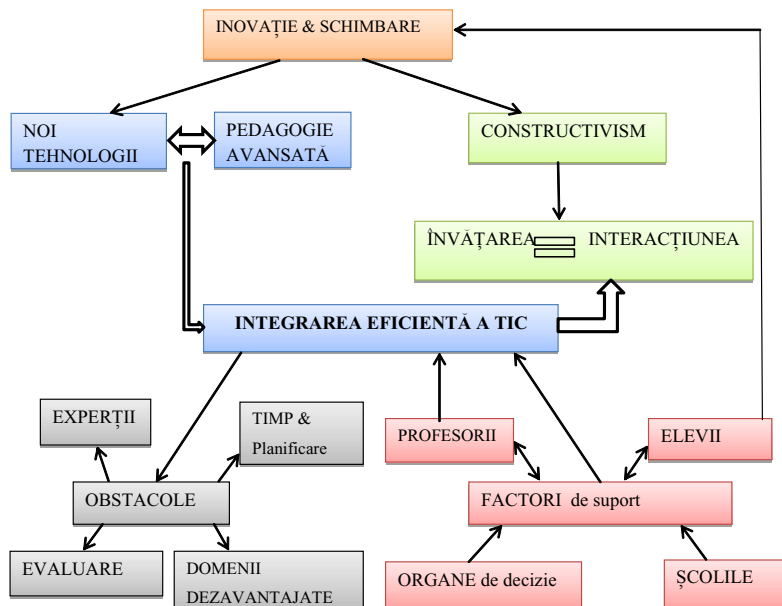 INOVAȚIE & SCHIMBARE
NOI
TEHNOLOGII
PEDAGOGIE
AVANSATĂ
CONSTRUCTIVISM
ÎNVĂȚAREA
INTERACȚIUNEA
INTEGRAREA EFICIENTĂ A TIC
EXPERȚII
TIMP &
Planificare
PROFESORII
ELEVII
OBSTACOLE
FACTORI de suport
EVALUARE
DOMENII
DEZAVANTAJATE
ORGANE de decizie
ȘCOLILE